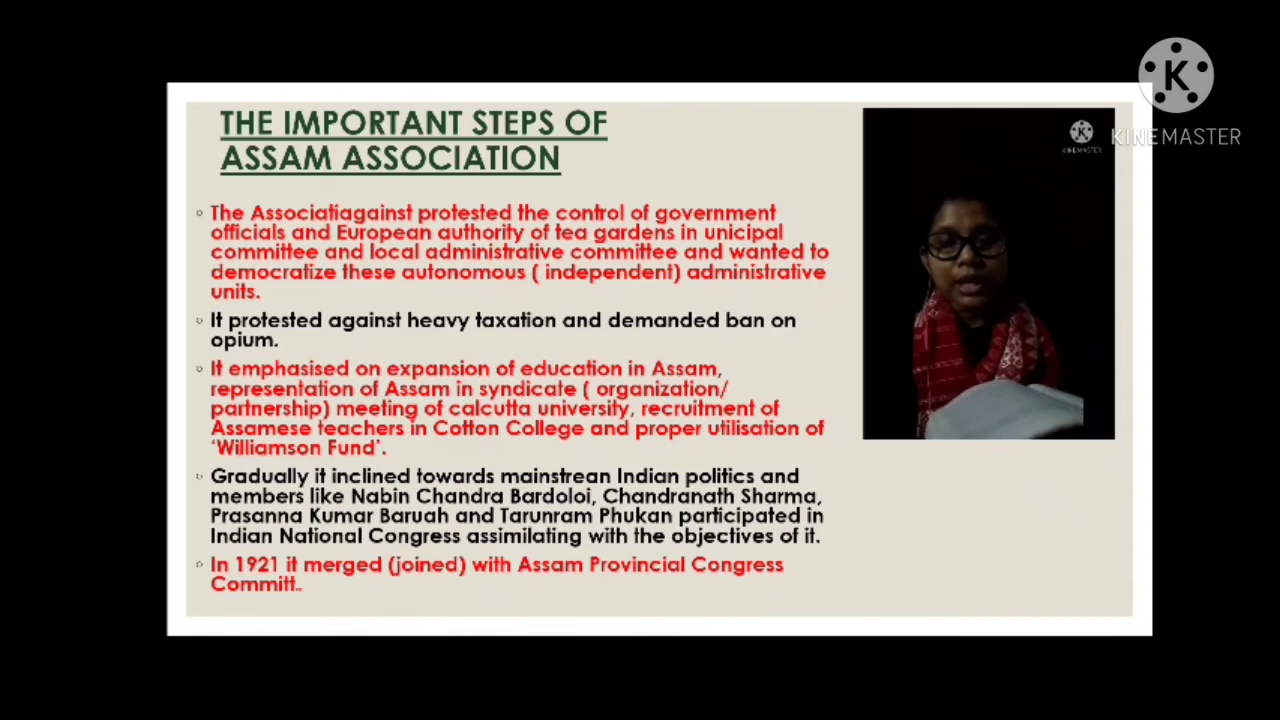 THE IMPORTANT STEPS OF
ASSAM ASSOCIATION
The Associatiagainst protested the control of government
officials and European authority of tea gardens in unicipal
committee and local administrative committee and wanted to
democratize these autonomous ( independent) administrative
units.
It protested against heavy taxation and demanded ban on
opium.
It emphasised on expansion of education in Assam,
representation of Assam in syndicate ( organization/
partnership) meeting of calcutta university, recruitment of
Assamese teachers in Cotton College and proper utilisation of
‘Williamson Fund’.
Gradually it inclined towards mainstrean Indian politics and
members like Nabin Chandra Bardoloi, Chandranath Sharma,
Prasanna Kumar Baruah and Tarunram Phukan participated in
Indian National Congress assimilating with the objectives of it.
In 1921 it merged (joined) with Assam Provincial Congress
Committ..
K
KINEMASTER
K
KINEMASTER